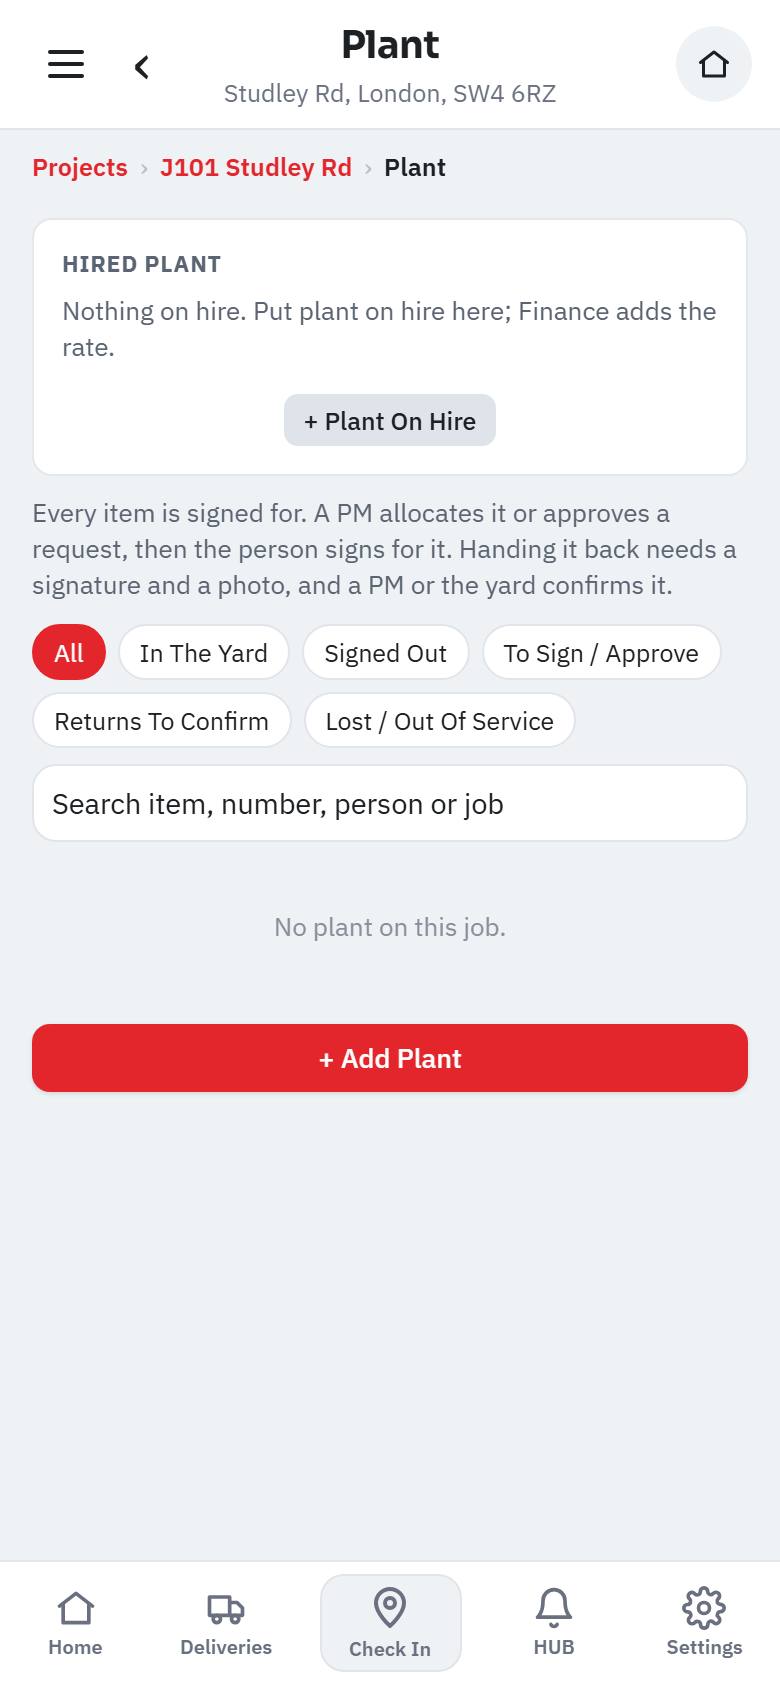 Plant
Studley Rd, London, SW4 6RZ
Projects › J101 Studley Rd › Plant
HIRED PLANT
Nothing on hire. Put plant on hire here; Finance adds the
rate.
+ Plant On Hire
Every item is signed for. A PM allocates it or approves a
request, then the person signs for it. Handing it back needs a
signature and a photo, and a PM or the yard confirms it.
All In The Yard Signed Out To Sign / Approve
Returns To Confirm Lost / Out Of Service
Search item, number, person or job
No plant on this job.
+ Add Plant
Home Deliveries Check In HUB Settings